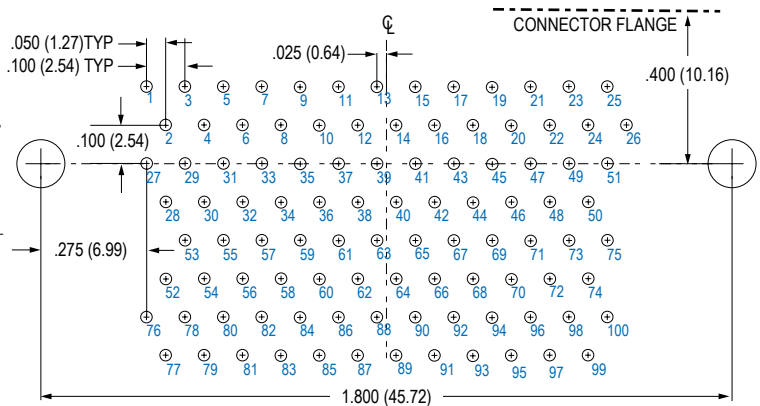 ℄
CONNECTOR FLANGE
.050 (1.27)TYP
.100 (2.54) TYP
.025 (0.64)
.400 (10.16)
1 3 5 7 9 11 13 15 17 19 21 23 25
.100 (2.54)
2 4 6 8 10 12 14 16 18 20 22 24 26
27 29 31 33 35 37 39 41 43 45 47 49 51
28 30 32 34 36 38 40 42 44 46 48 50
.275 (6.99)
53 55 57 59 61 63 65 67 69 71 73 75
52 54 56 58 60 62 64 66 68 70 72 74
76 78 80 82 84 86 88 90 92 94 96 98 100
77 79 81 83 85 87 89 91 93 95 97 99
1.800 (45.72)